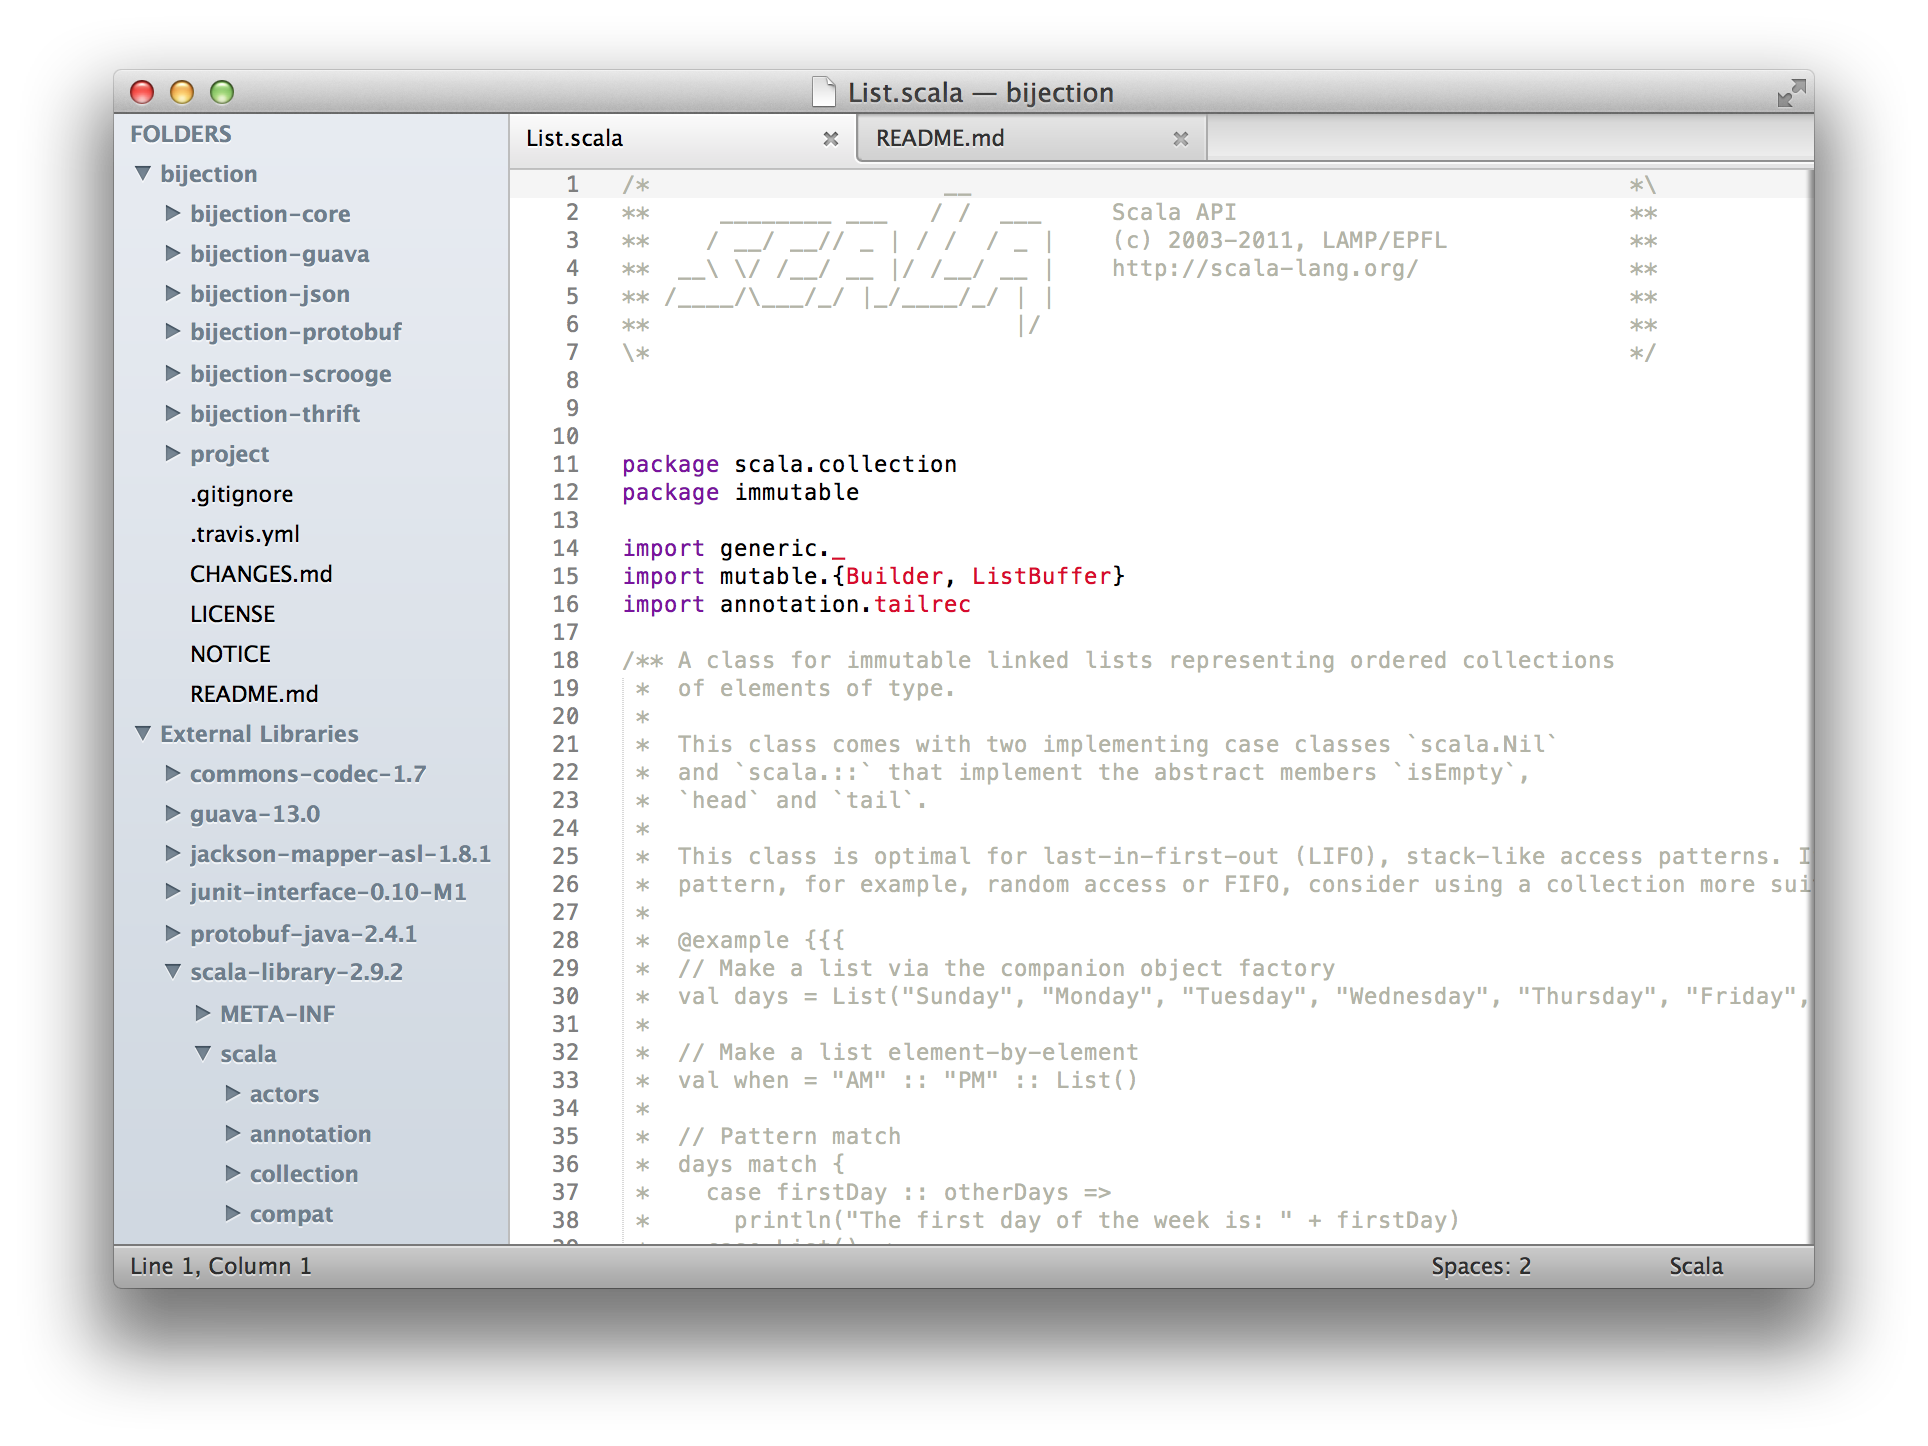 List.scala — bijection
FOLDERS
bijection
bijection-core
bijection-guava
bijection-json
bijection-protobuf
bijection-scrooge
bijection-thrift
project
.gitignore
.travis.yml
CHANGES.md
LICENSE
NOTICE
README.md
External Libraries
commons-codec-1.7
guava-13.0
jackson-mapper-asl-1.8.1
junit-interface-0.10-M1
protobuf-java-2.4.1
scala-library-2.9.2
META-INF
scala
actors
annotation
collection
compat
List.scala README.md
1   /*                     __                                               *\
2   **     ________ ___   / /  ___     Scala API                            **
3   **    / __/ __// _ | / /  / _ |    (c) 2003-2011, LAMP/EPFL             **
4   **  __\ \/ /__/ __ |/ /__/ __ |    http://scala-lang.org/               **
5   ** /____/\___/_/ |_/____/_/ | |                                         **
6   **                          |/                                          **
7   \*                                                                      */
8
9
10
11   package scala.collection
12   package immutable
13
14   import generic._
15   import mutable.{Builder, ListBuffer}
16   import annotation.tailrec
17
18   /** A class for immutable linked lists representing ordered collections
19    *  of elements of type.
20    *
21    *  This class comes with two implementing case classes `scala.Nil`
22    *  and `scala.::` that implement the abstract members `isEmpty`,
23    *  `head` and `tail`.
24    *
25    *  This class is optimal for last-in-first-out (LIFO), stack-like access patterns. I
26    *  pattern, for example, random access or FIFO, consider using a collection more sui
27    *
28    *  @example {{{
29    *  // Make a list via the companion object factory
30    *  val days = List("Sunday", "Monday", "Tuesday", "Wednesday", "Thursday", "Friday",
31    *
32    *  // Make a list element-by-element
33    *  val when = "AM" :: "PM" :: List()
34    *
35    *  // Pattern match
36    *  days match {
37    *    case firstDay :: otherDays =>
38    *      println("The first day of the week is: " + firstDay)
Line 1, Column 1 Spaces: 2 Scala